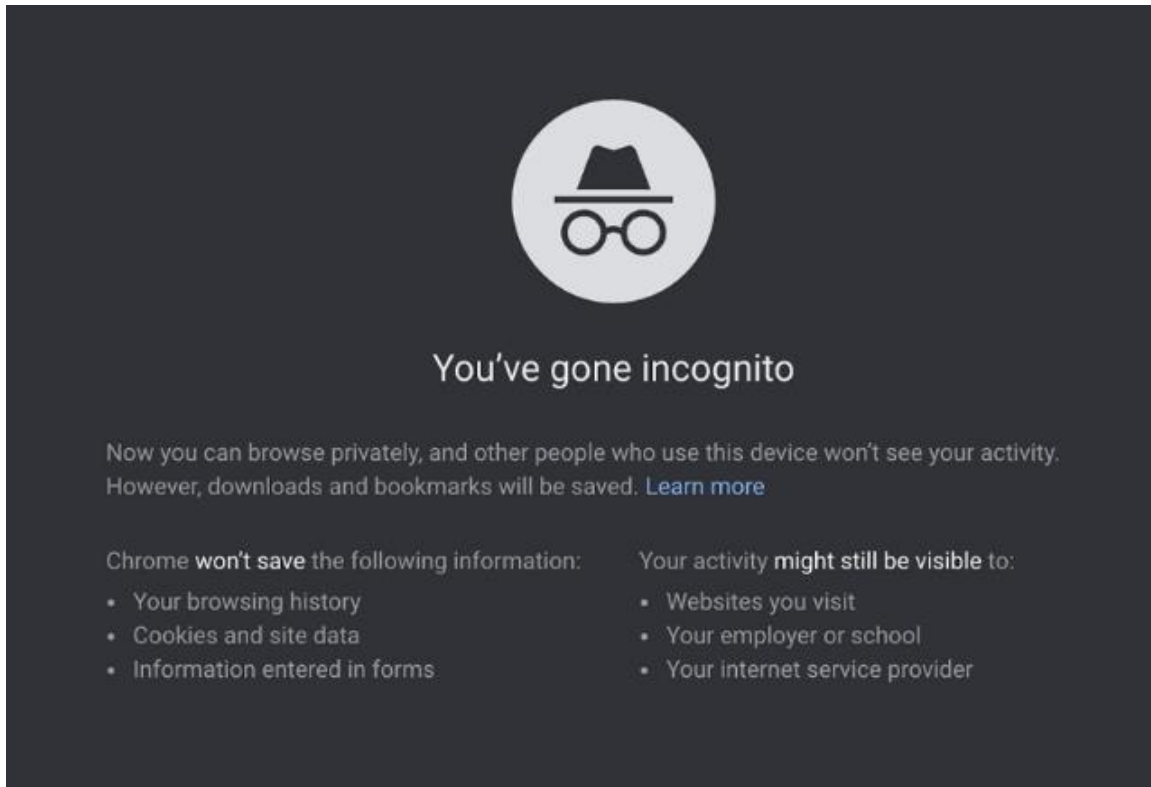 You've gone incognito
Now you can browse privately, and other people who use this device won't see your activity.
However, downloads and bookmarks will be saved. Learn more
Chrome won't save the following information:
• Your browsing history
• Cookies and site data
• Information entered in forms
Your activity might still be visible to:
• Websites you visit
• Your employer or school
• Your internet service provider